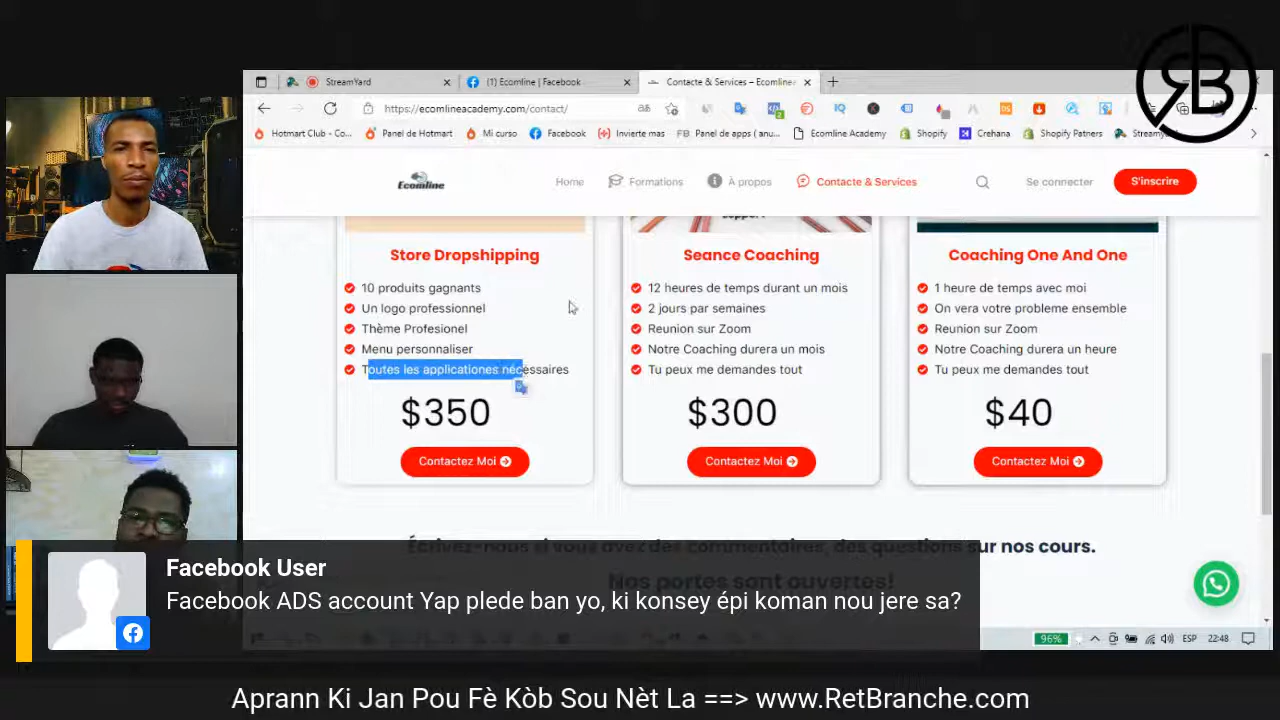 RB
StreamYard
(1) Ecomline | Facebook
Contacte & Services – Ecomline
https://ecomlineacademy.com/contact/
Hotmart Club - Co...
Panel de Hotmart
Mi curso
Facebook
Invierte mas
Panel de apps ( anu...
Ecomline Academy
Shopify
Crehana
Shopify Patners
Streamy
Ecomline
Home
Formations
À propos
Contacte & Services
Se connecter
S'inscrire
support
Store Dropshipping
10 produits gagnants
Un logo professionnel
Thème Profesionel
Menu personnaliser
Toutes les applicationes nécessaires
$350
Contactez Moi
Seance Coaching
12 heures de temps durant un mois
2 jours par semaines
Reunion sur Zoom
Notre Coaching durera un mois
Tu peux me demandes tout
$300
Contactez Moi
Coaching One And One
1 heure de temps avec moi
On vera votre probleme ensemble
Reunion sur Zoom
Notre Coaching durera un heure
Tu peux me demandes tout
$40
Contactez Moi
Écrivez-nous si vous avez des commentaires, des questions sur nos cours.
Nos portes sont ouvertes!
Facebook User
Facebook ADS account Yap plede ban yo, ki konsey épi koman nou jere sa?
96%
ESP
22:48
Aprann Ki Jan Pou Fè Kòb Sou Nèt La ==> www.RetBranche.com